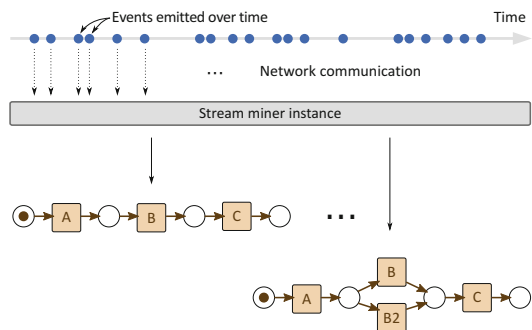 Events emitted over time
Time
... Network communication
Stream miner instance
A B C ...
B
A C
B2